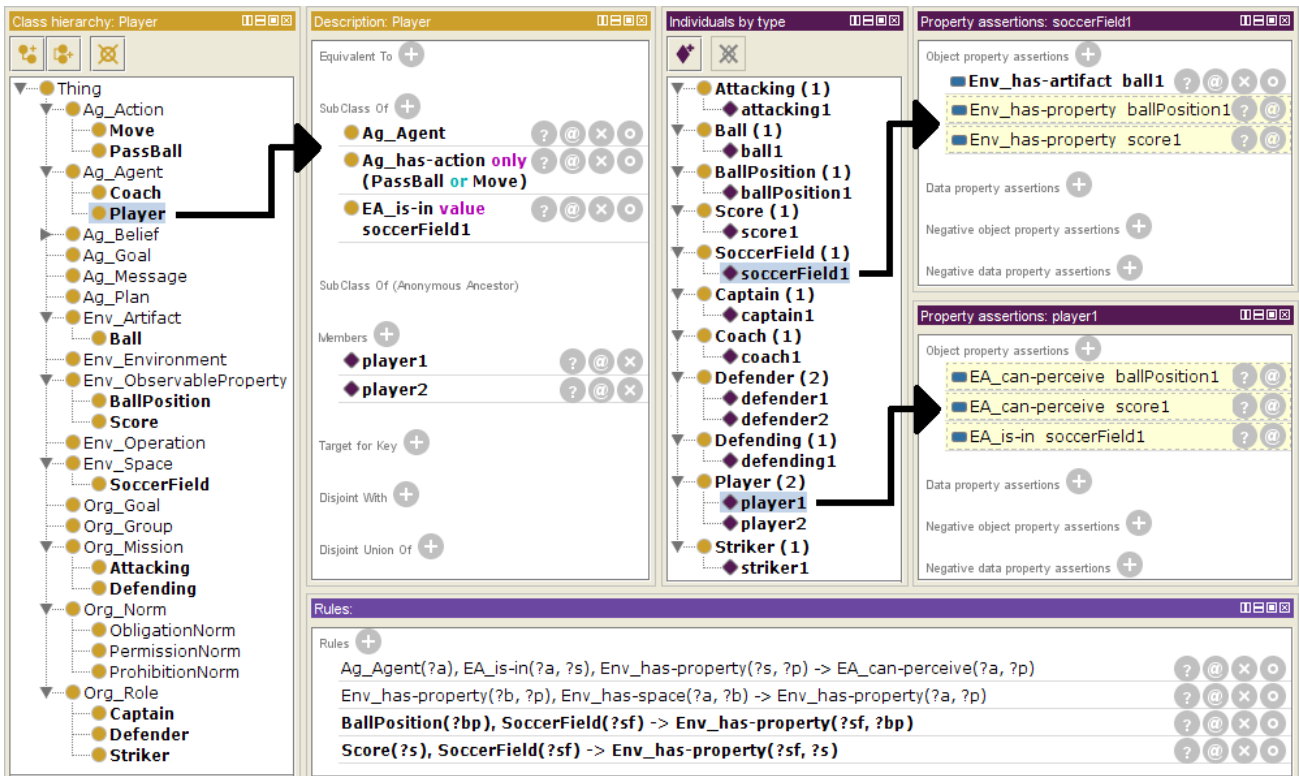 Class hierarchy: Player
Thing
Ag_Action
Move
PassBall
Ag_Agent
Coach
Player
Ag_Belief
Ag_Goal
Ag_Message
Ag_Plan
Env_Artifact
Ball
Env_Environment
Env_ObservableProperty
BallPosition
Score
Env_Operation
Env_Space
SoccerField
Org_Goal
Org_Group
Org_Mission
Attacking
Defending
Org_Norm
ObligationNorm
PermissionNorm
ProhibitionNorm
Org_Role
Captain
Defender
Striker
Description: Player
Equivalent To
SubClass Of
Ag_Agent
Ag_has-action only
(PassBall or Move)
EA_is-in value
soccerField1
SubClass Of (Anonymous Ancestor)
Members
player1
player2
Target for Key
Disjoint With
Disjoint Union Of
Individuals by type
Attacking (1)
attacking1
Ball (1)
ball1
BallPosition (1)
ballPosition1
Score (1)
score1
SoccerField (1)
soccerField1
Captain (1)
captain1
Coach (1)
coach1
Defender (2)
defender1
defender2
Defending (1)
defending1
Player (2)
player1
player2
Striker (1)
striker1
Property assertions: soccerField1
Object property assertions
Env_has-artifact ball1
Env_has-property ballPosition1
Env_has-property score1
Data property assertions
Negative object property assertions
Negative data property assertions
Property assertions: player1
Object property assertions
EA_can-perceive ballPosition1
EA_can-perceive score1
EA_is-in soccerField1
Data property assertions
Negative object property assertions
Negative data property assertions
Rules:
Rules
Ag_Agent(?a), EA_is-in(?a, ?s), Env_has-property(?s, ?p) -> EA_can-perceive(?a, ?p)
Env_has-property(?b, ?p), Env_has-space(?a, ?b) -> Env_has-property(?a, ?p)
BallPosition(?bp), SoccerField(?sf) -> Env_has-property(?sf, ?bp)
Score(?s), SoccerField(?sf) -> Env_has-property(?sf, ?s)